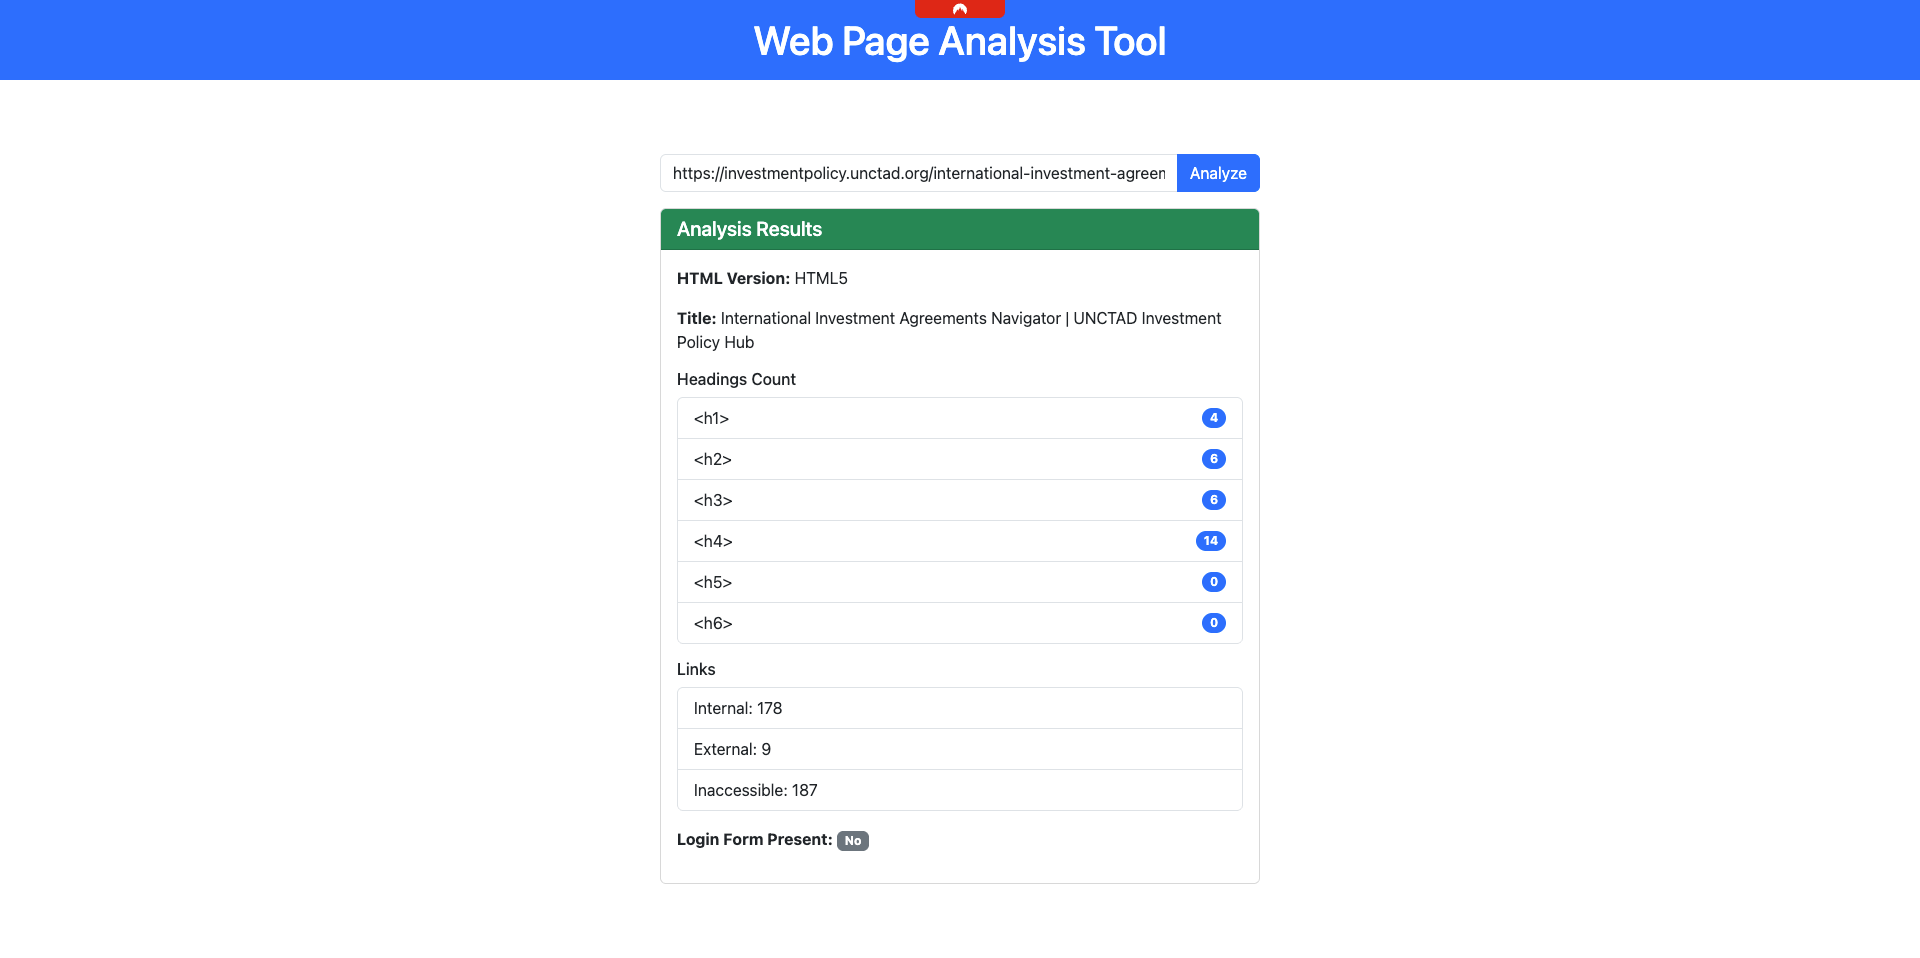 Web Page Analysis Tool
https://investmentpolicy.unctad.org/international-investment-agreen
Analyze
Analysis Results
HTML Version: HTML5
Title: International Investment Agreements Navigator | UNCTAD Investment
Policy Hub
Headings Count
<h1> 4
<h2> 6
<h3> 6
<h4> 14
<h5> 0
<h6> 0
Links
Internal: 178
External: 9
Inaccessible: 187
Login Form Present: No